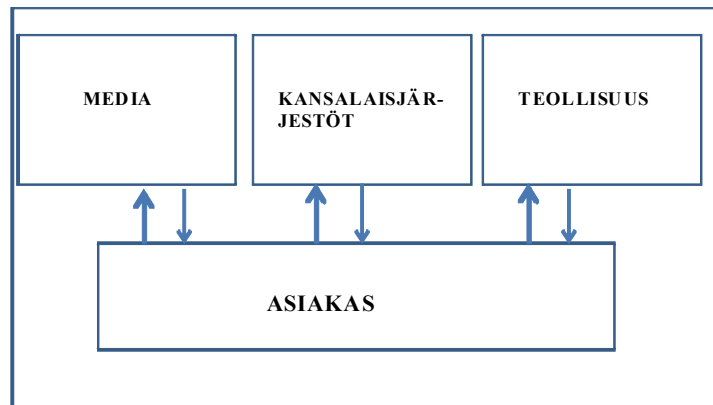 MEDIA
KANSALAISJÄR-
JESTÖT
TEOLLISUUS
ASIAKAS